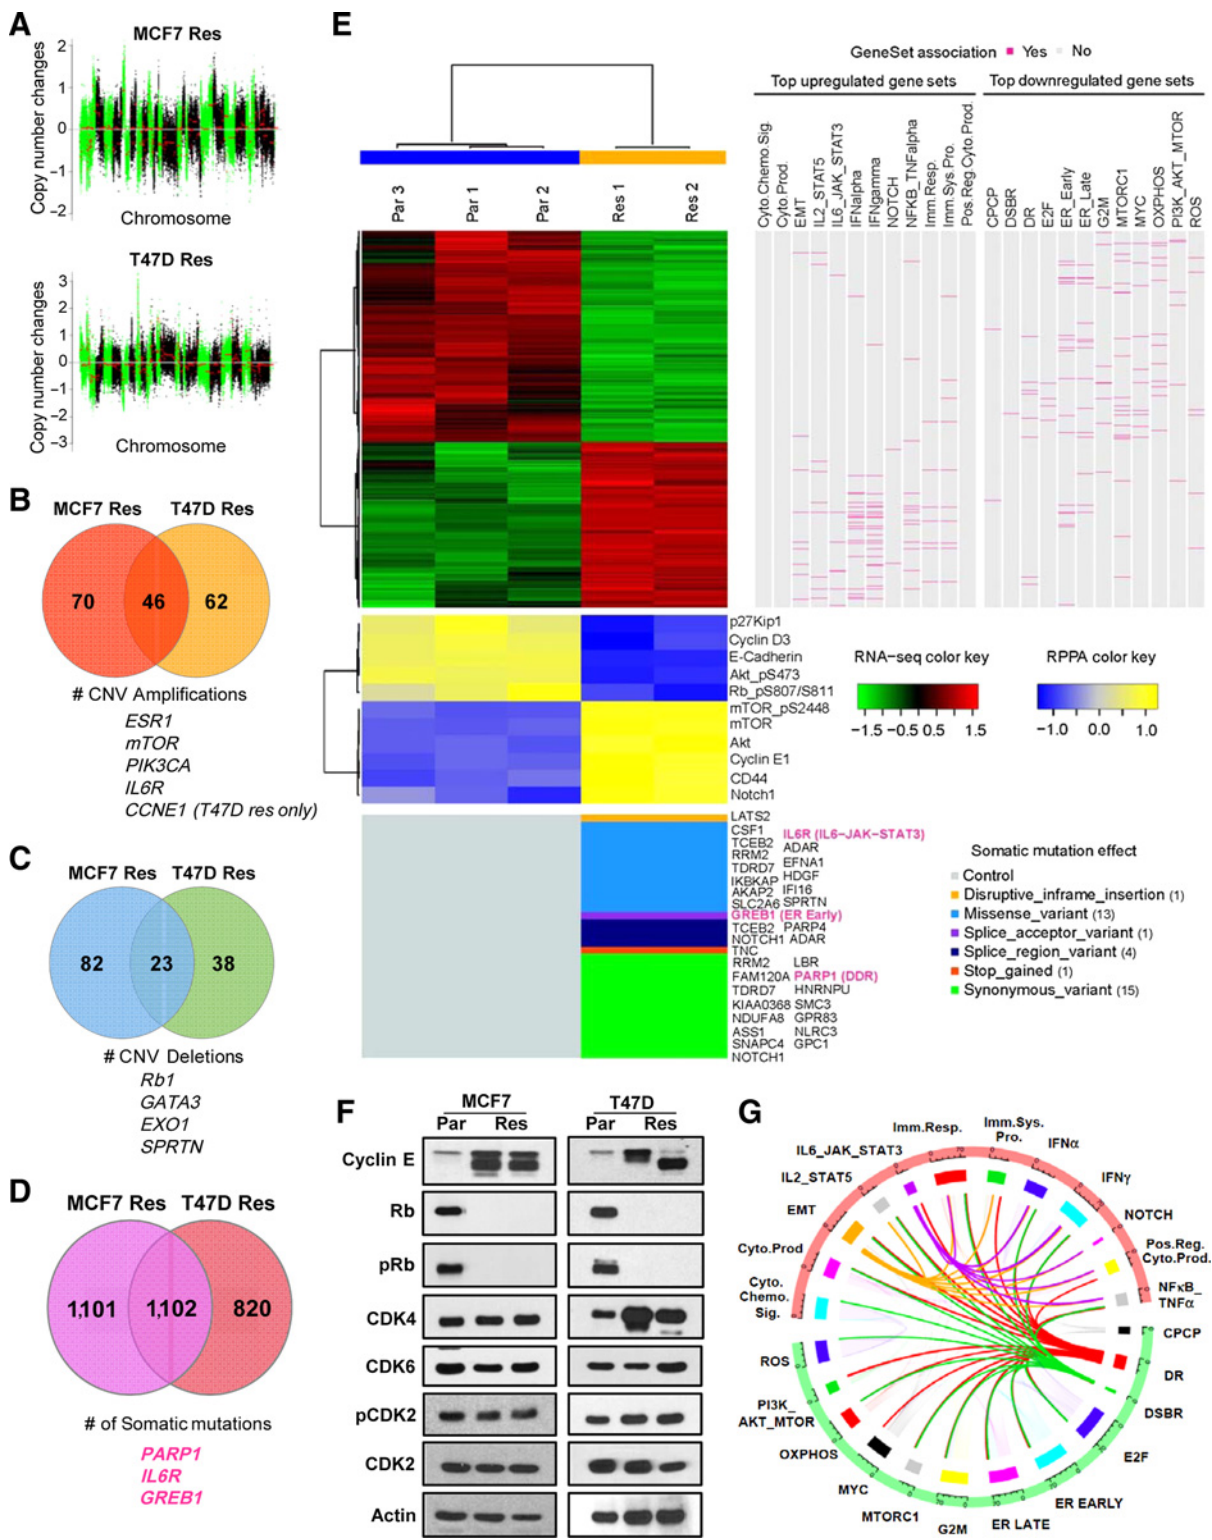 A
MCF7 Res
Copy number changes
2
1
0
−1
−2
Chromosome
T47D Res
Copy number changes
3
2
1
0
−1
−2
−3
Chromosome
B
MCF7 Res T47D Res
70 46 62
# CNV Amplifications
ESR1
mTOR
PIK3CA
IL6R
CCNE1 (T47D res only)
C
MCF7 Res T47D Res
82 23 38
# CNV Deletions
Rb1
GATA3
EXO1
SPRTN
D
MCF7 Res T47D Res
1,101 1,102 820
# of Somatic mutations
PARP1
IL6R
GREB1
E
GeneSet association Yes No
Top upregulated gene sets Top downregulated gene sets
Par 3 Par 1 Par 2 Res 1 Res 2
Cyto.Chemo.Sig.
Cyto.Prod.
EMT
IL2_STAT5
IL6_JAK_STAT3
IFNalpha
IFNgamma
NOTCH
NFKB_TNFalpha
Imm.Resp.
Imm.Sys.Pro.
Pos.Reg.Cyto.Prod.
CPCP
DSBR
DR
E2F
ER_Early
ER_Late
G2M
MTORC1
MYC
OXPHOS
PI3K_AKT_MTOR
ROS
p27Kip1
Cyclin D3
E-Cadherin
Akt_pS473
Rb_pS807/S811
mTOR_pS2448
mTOR
Akt
Cyclin E1
CD44
Notch1
RNA−seq color key
−1.5 −0.5 0.5 1.5
RPPA color key
−1.0 0.0 1.0
LATS2
CSF1 IL6R (IL6−JAK−STAT3)
TCEB2 ADAR
RRM2 EFNA1
TDRD7 HDGF
IKBKAP IFI16
AKAP2
SLC2A6 SPRTN
GREB1 (ER Early)
TCEB2 PARP4
NOTCH1 ADAR
TNC
RRM2 LBR
FAM120A PARP1 (DDR)
TDRD7 HNRNPU
KIAA0368 SMC3
NDUFA8 GPR83
ASS1 NLRC3
SNAPC4 GPC1
NOTCH1
Somatic mutation effect
Control
Disruptive_inframe_insertion (1)
Missense_variant (13)
Splice_acceptor_variant (1)
Splice_region_variant (4)
Stop_gained (1)
Synonymous_variant (15)
F
MCF7 T47D
Par Res Par Res
Cyclin E
Rb
pRb
CDK4
CDK6
pCDK2
CDK2
Actin
G
Imm.Resp.
Imm.Sys.
Pro.
IFNα
IFNγ
NOTCH
Pos.Reg.
Cyto.Prod.
NFκB_
TNFα
CPCP
DR
DSBR
E2F
ER EARLY
ER LATE
G2M
MTORC1
MYC
OXPHOS
PI3K_
AKT_MTOR
ROS
Cyto.
Chemo.
Sig.
Cyto.Prod
EMT
IL2_STAT5
IL6_JAK_STAT3